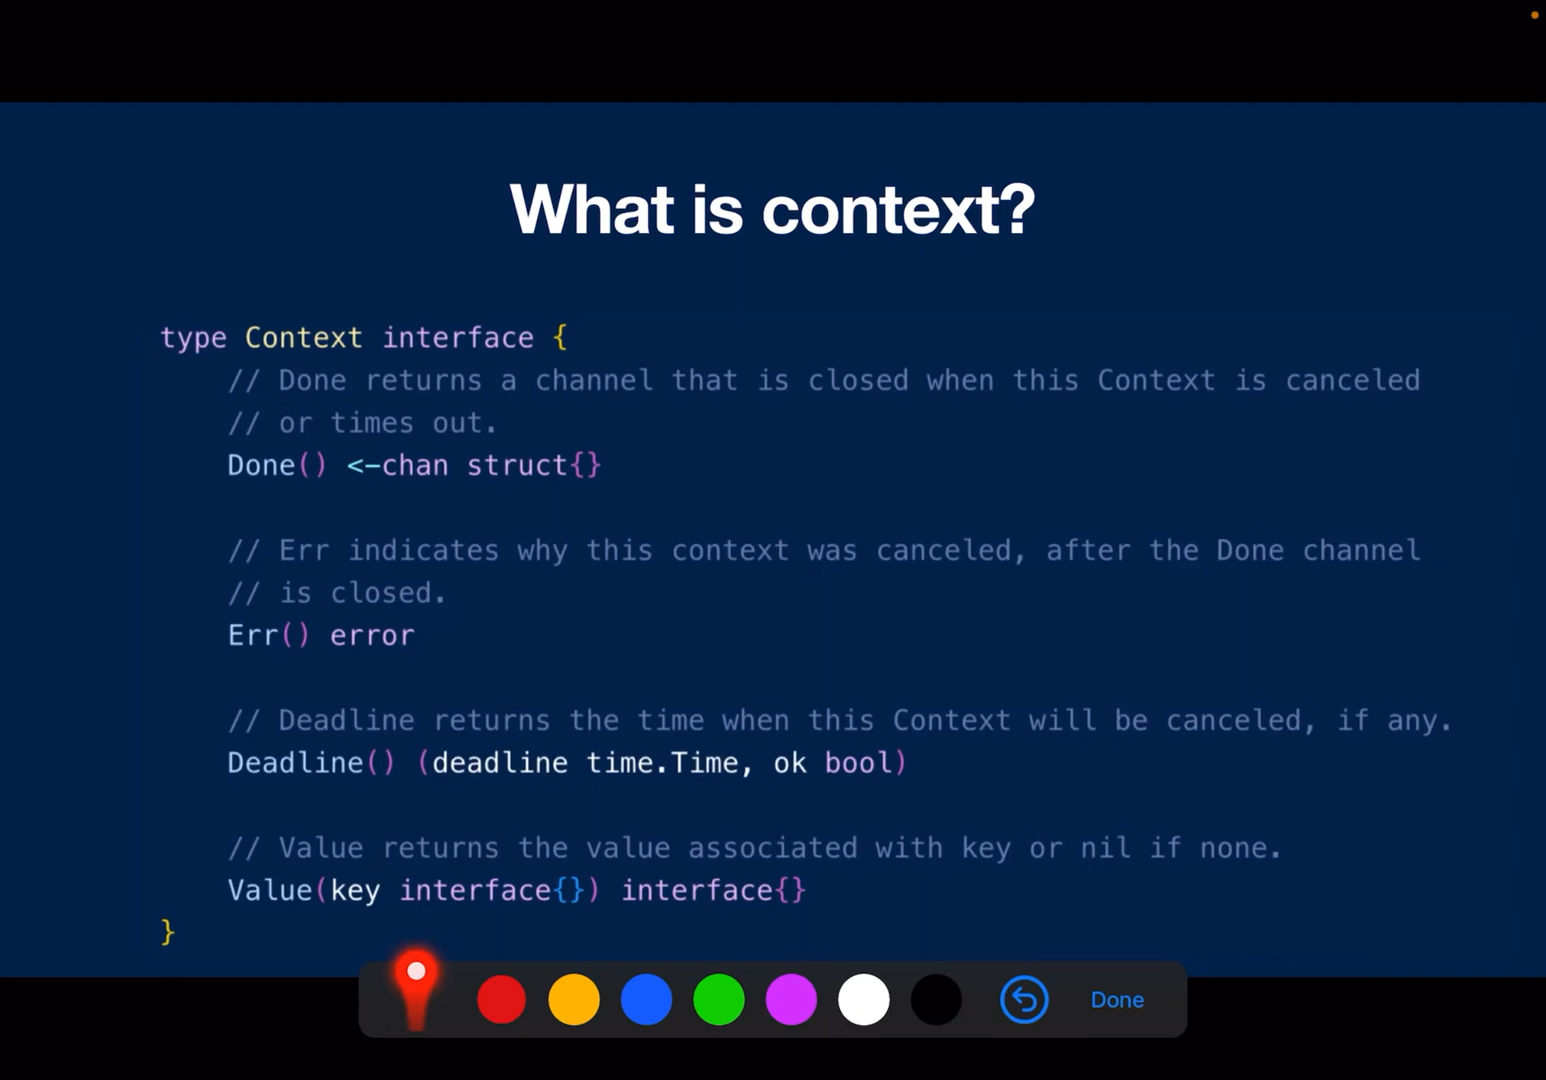 What is context?
type Context interface {
// Done returns a channel that is closed when this Context is canceled
// or times out.
Done() <-chan struct{}
// Err indicates why this context was canceled, after the Done channel
// is closed.
Err() error
// Deadline returns the time when this Context will be canceled, if any.
Deadline() (deadline time.Time, ok bool)
// Value returns the value associated with key or nil if none.
Value(key interface{}) interface{}
}
Done